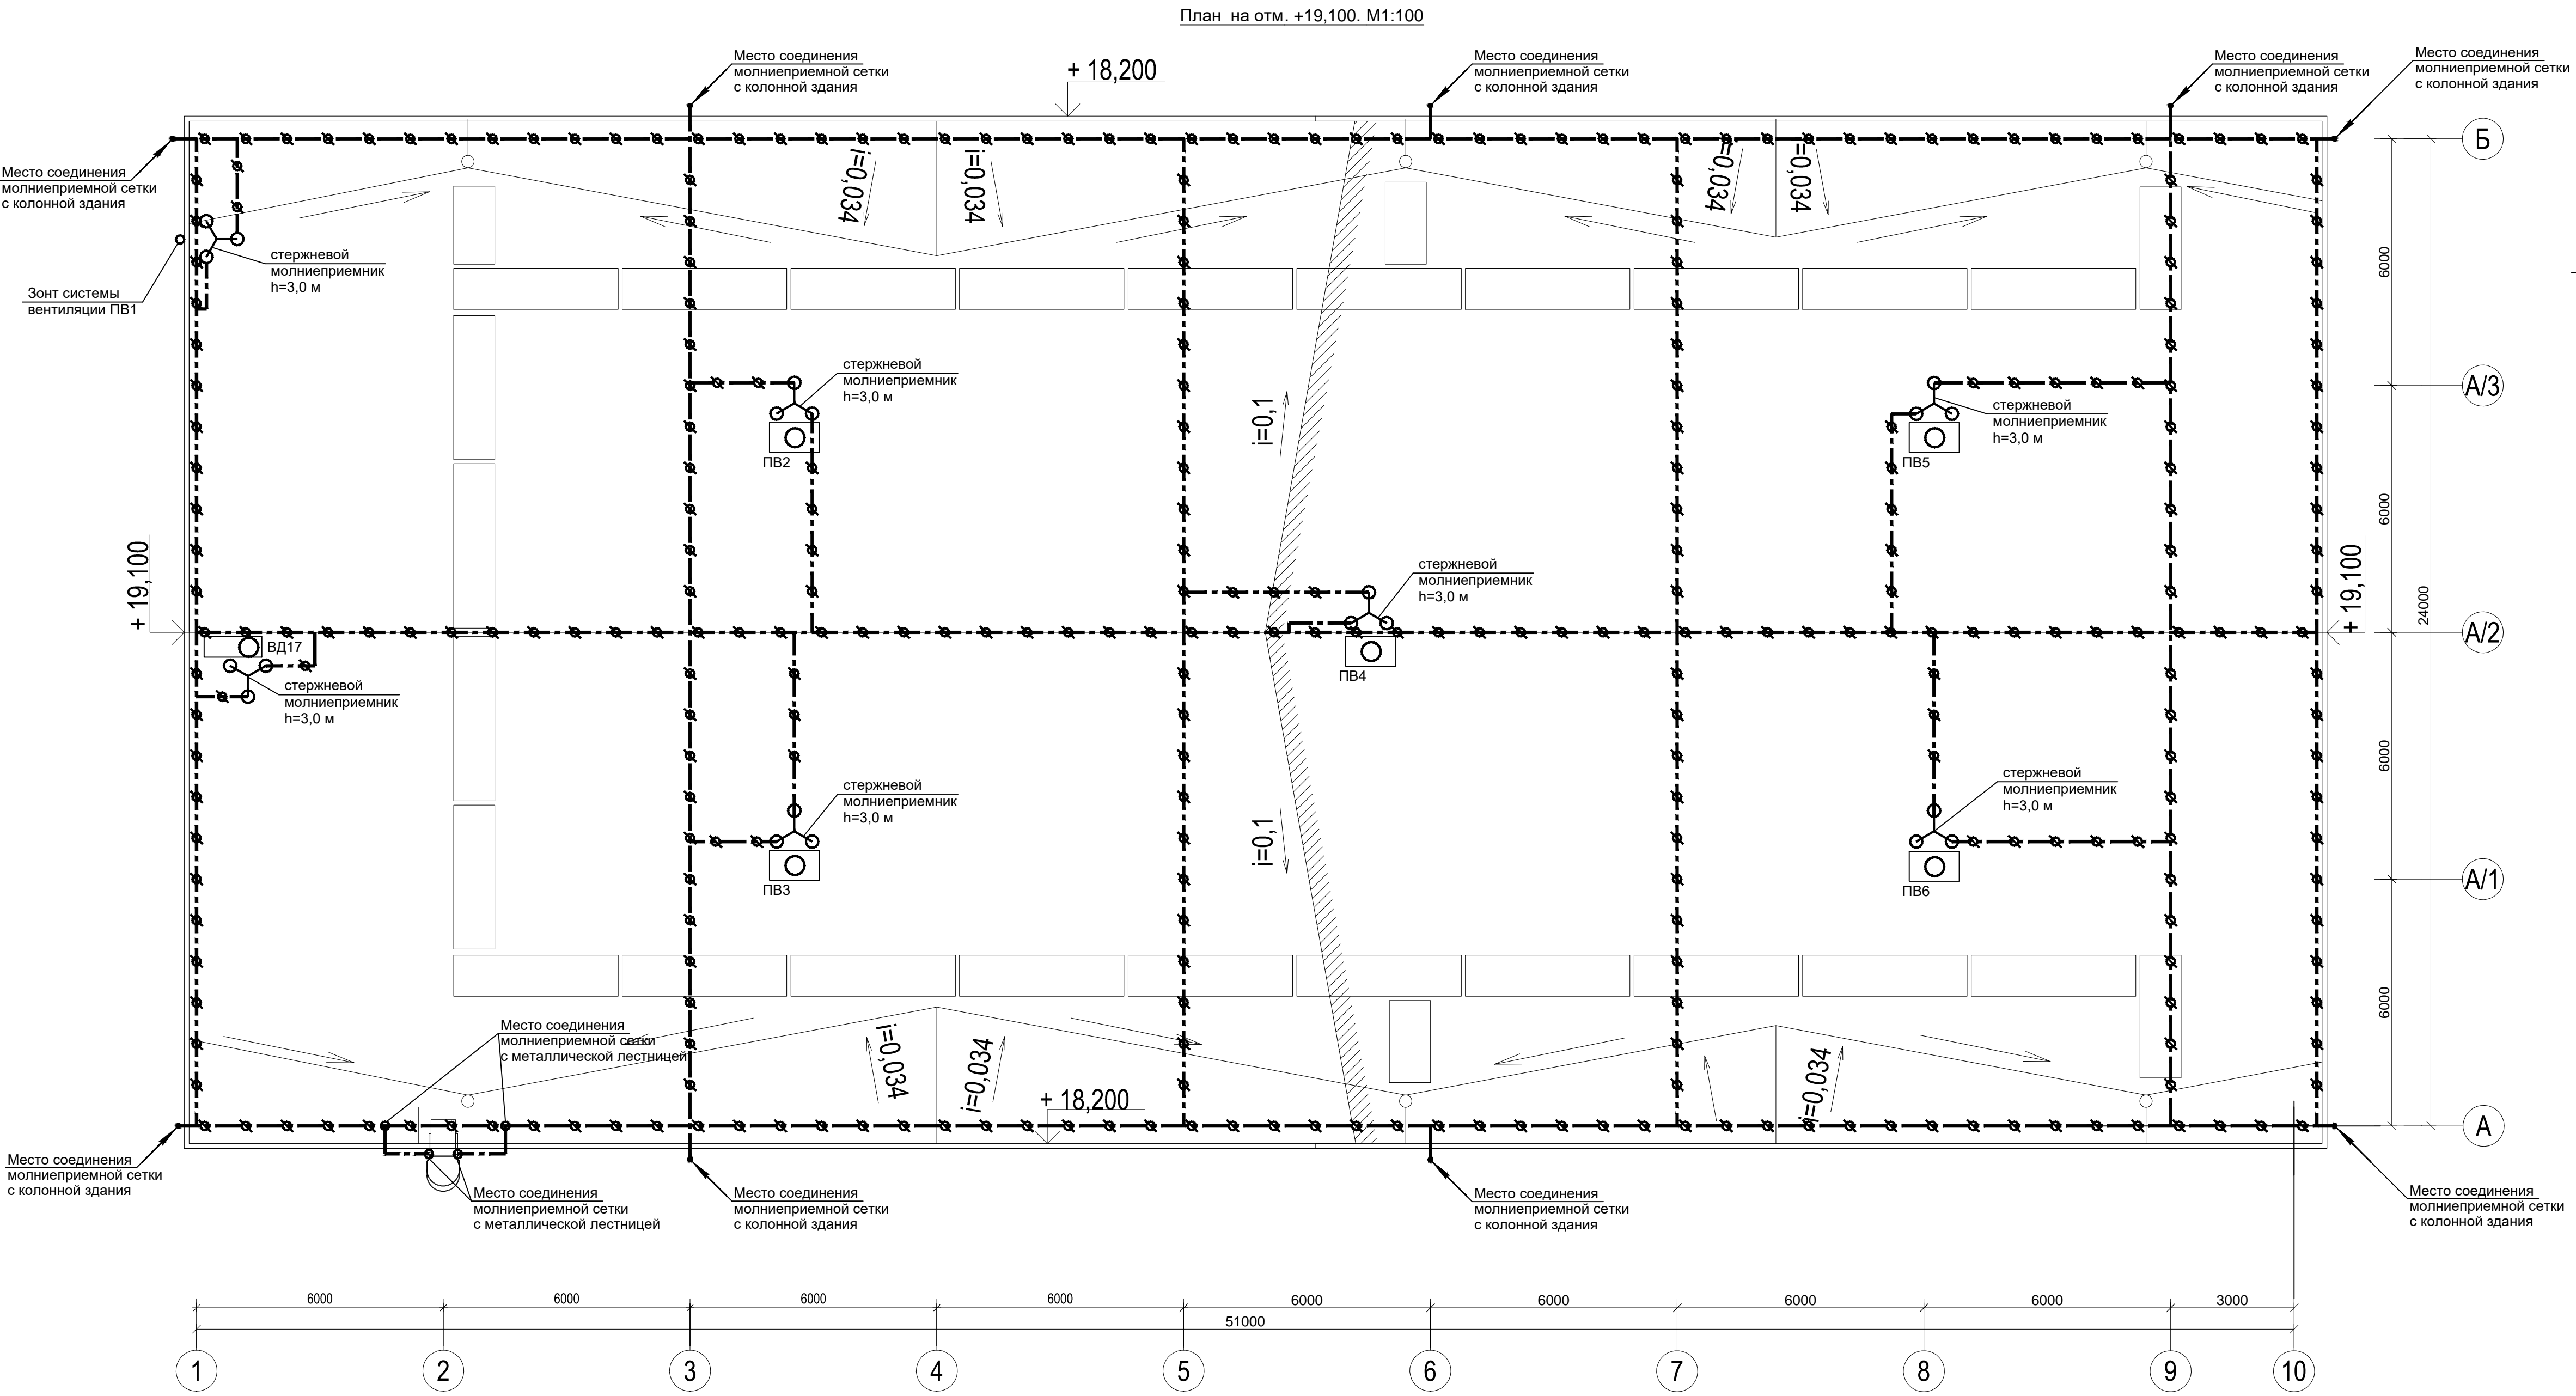 План на отм. +19,100. М1:100
Место соединения
молниеприемной сетки
с колонной здания
+ 18,200
Место соединения
молниеприемной сетки
с колонной здания
Место соединения
молниеприемной сетки
с колонной здания
Место соединения
молниеприемной сетки
с колонной здания
Место соединения
молниеприемной сетки
с колонной здания
Б
i=0,034
i=0,034
i=0,034
i=0,034
стержневой
молниеприемник
h=3,0 м
Зонт системы
вентиляции ПВ1
6000
стержневой
молниеприемник
h=3,0 м
ПВ2
i=0,1
стержневой
молниеприемник
h=3,0 м
ПВ5
А/3
6000
+ 19,100
стержневой
молниеприемник
h=3,0 м
ПВ4
+ 19,100
24000
А/2
ВД17
стержневой
молниеприемник
h=3,0 м
6000
стержневой
молниеприемник
h=3,0 м
ПВ3
i=0,1
стержневой
молниеприемник
h=3,0 м
ПВ6
А/1
6000
Место соединения
молниеприемной сетки
с металлической лестницей
i=0,034
i=0,034
+ 18,200
i=0,034
А
Место соединения
молниеприемной сетки
с колонной здания
Место соединения
молниеприемной сетки
с металлической лестницей
Место соединения
молниеприемной сетки
с колонной здания
Место соединения
молниеприемной сетки
с колонной здания
Место соединения
молниеприемной сетки
с колонной здания
6000
6000
6000
6000
6000
6000
6000
6000
3000
51000
1
2
3
4
5
6
7
8
9
10